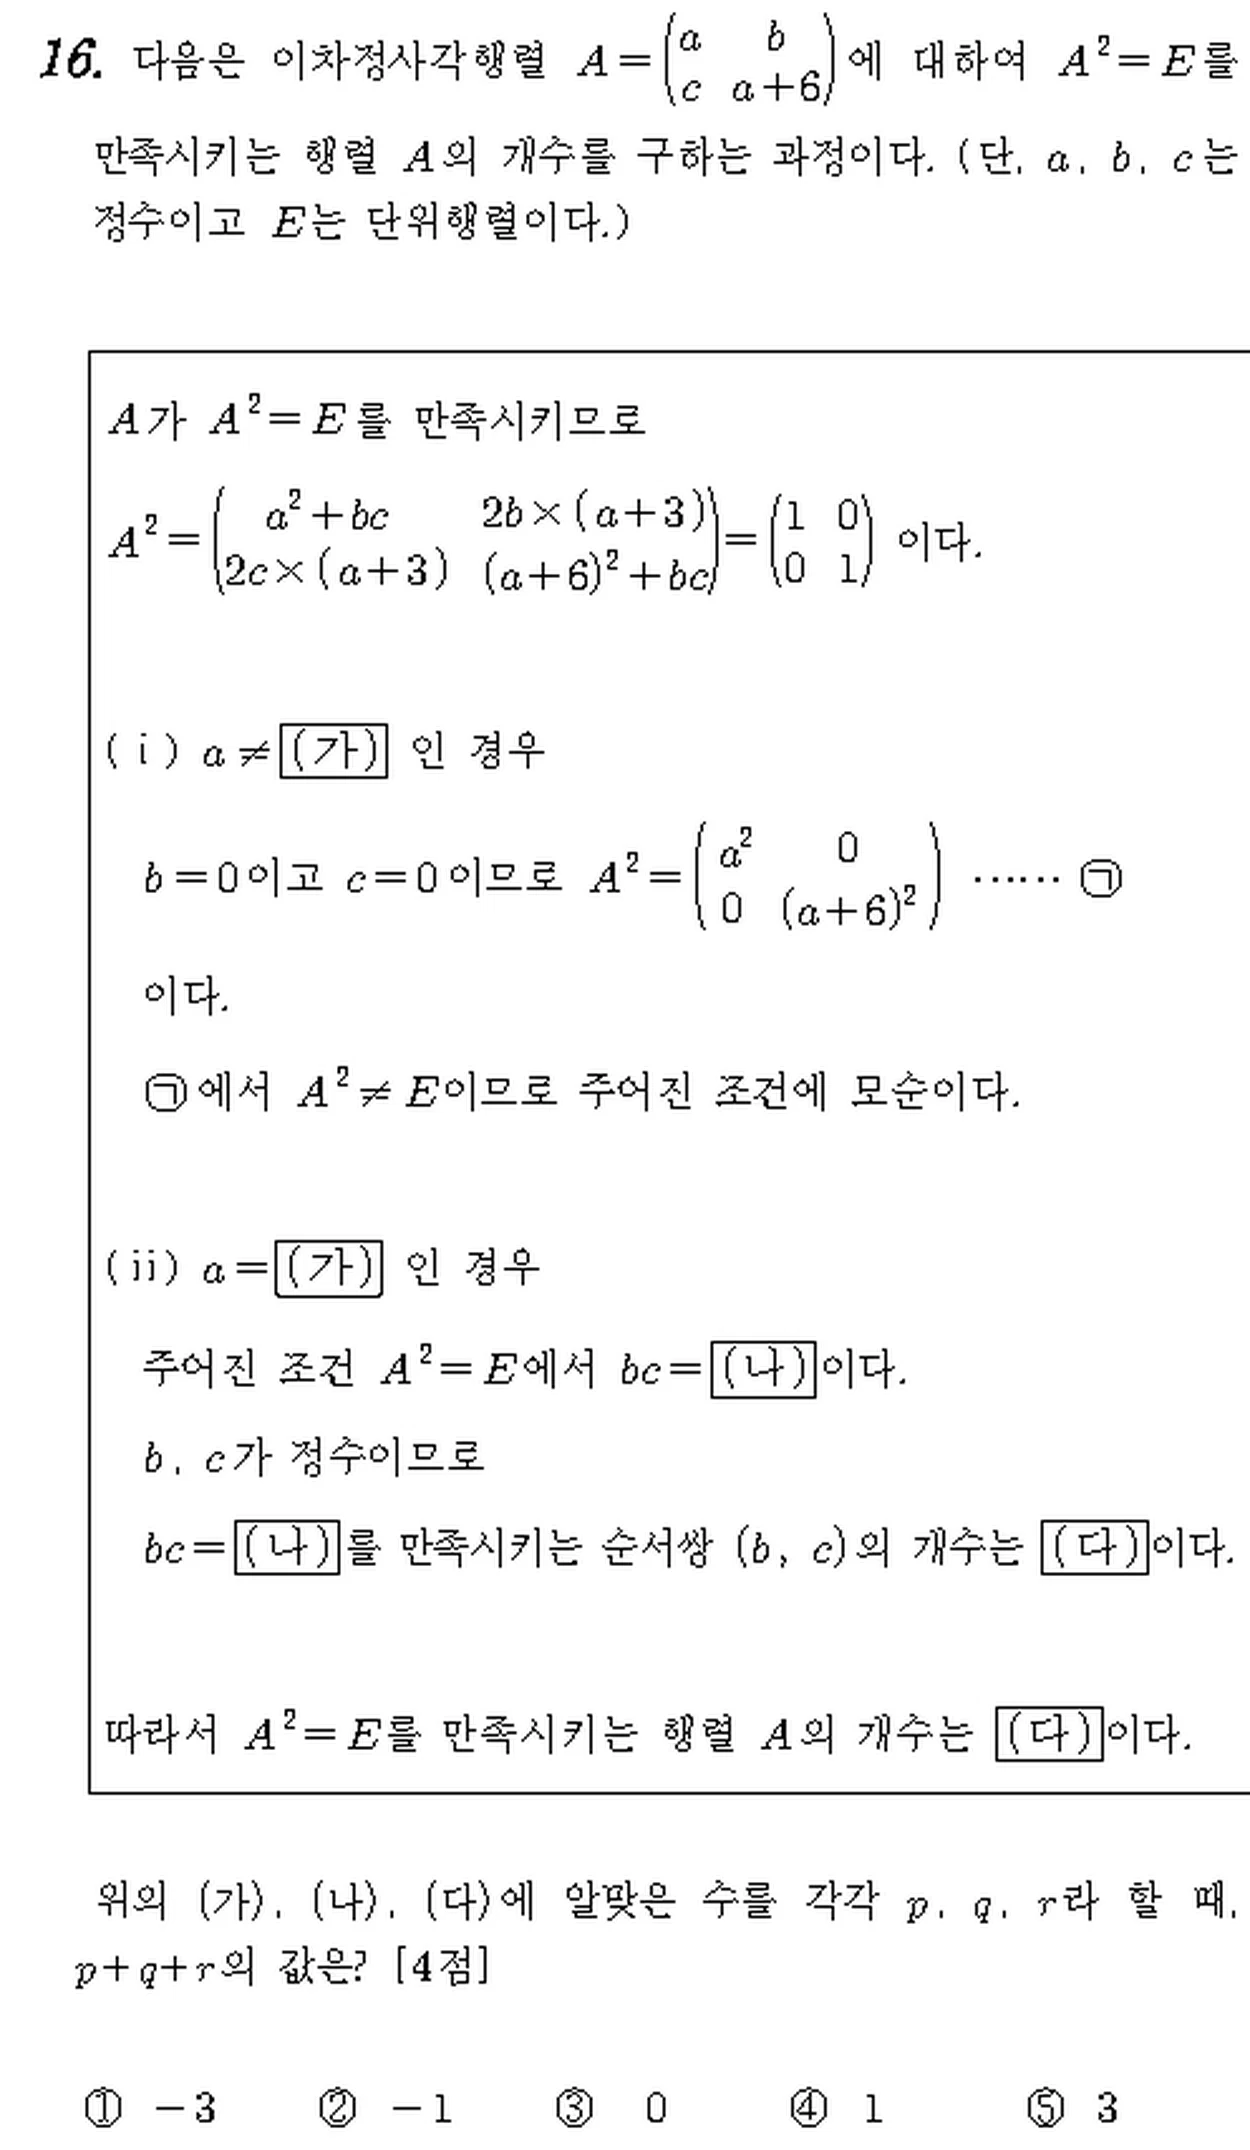 16. 다음은 이차정사각행렬 A=(a b; c a+6)에 대하여 A²=E를
만족시키는 행렬 A의 개수를 구하는 과정이다. (단, a, b, c는
정수이고 E는 단위행렬이다.)
A가 A²=E를 만족시키므로
A²=(a²+bc 2b×(a+3); 2c×(a+3) (a+6)²+bc)=(1 0; 0 1) 이다.
(i) a≠(가) 인 경우
b=0이고 c=0이므로 A²=(a² 0; 0 (a+6)²) …… ㉠
이다.
㉠에서 A²≠E이므로 주어진 조건에 모순이다.
(ii) a=(가) 인 경우
주어진 조건 A²=E에서 bc=(나)이다.
b, c가 정수이므로
bc=(나)를 만족시키는 순서쌍 (b, c)의 개수는 (다)이다.
따라서 A²=E를 만족시키는 행렬 A의 개수는 (다)이다.
위의 (가), (나), (다)에 알맞은 수를 각각 p, q, r라 할 때,
p+q+r의 값은? [4점]
① -3 ② -1 ③ 0 ④ 1 ⑤ 3